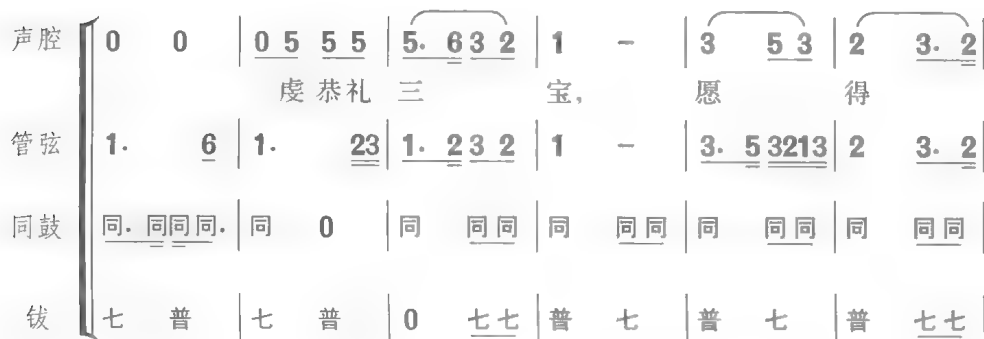 声腔 0 0 | 0 5 5 5 | 5. 6 3 2 | 1 - | 3 5 3 | 2 3. 2 |
虔恭礼 三 宝, 愿 得
管弦 1. 6 | 1. 23 | 1. 2 3 2 | 1 - | 3. 5 3213 | 2 3. 2 |
同鼓 同. 同同同. | 同 0 | 同 同同 | 同 同同 | 同 同同 | 同 同同 |
钹 七 普 | 七 普 | 0 七七 | 普 七 | 普 七 | 普 七七 |